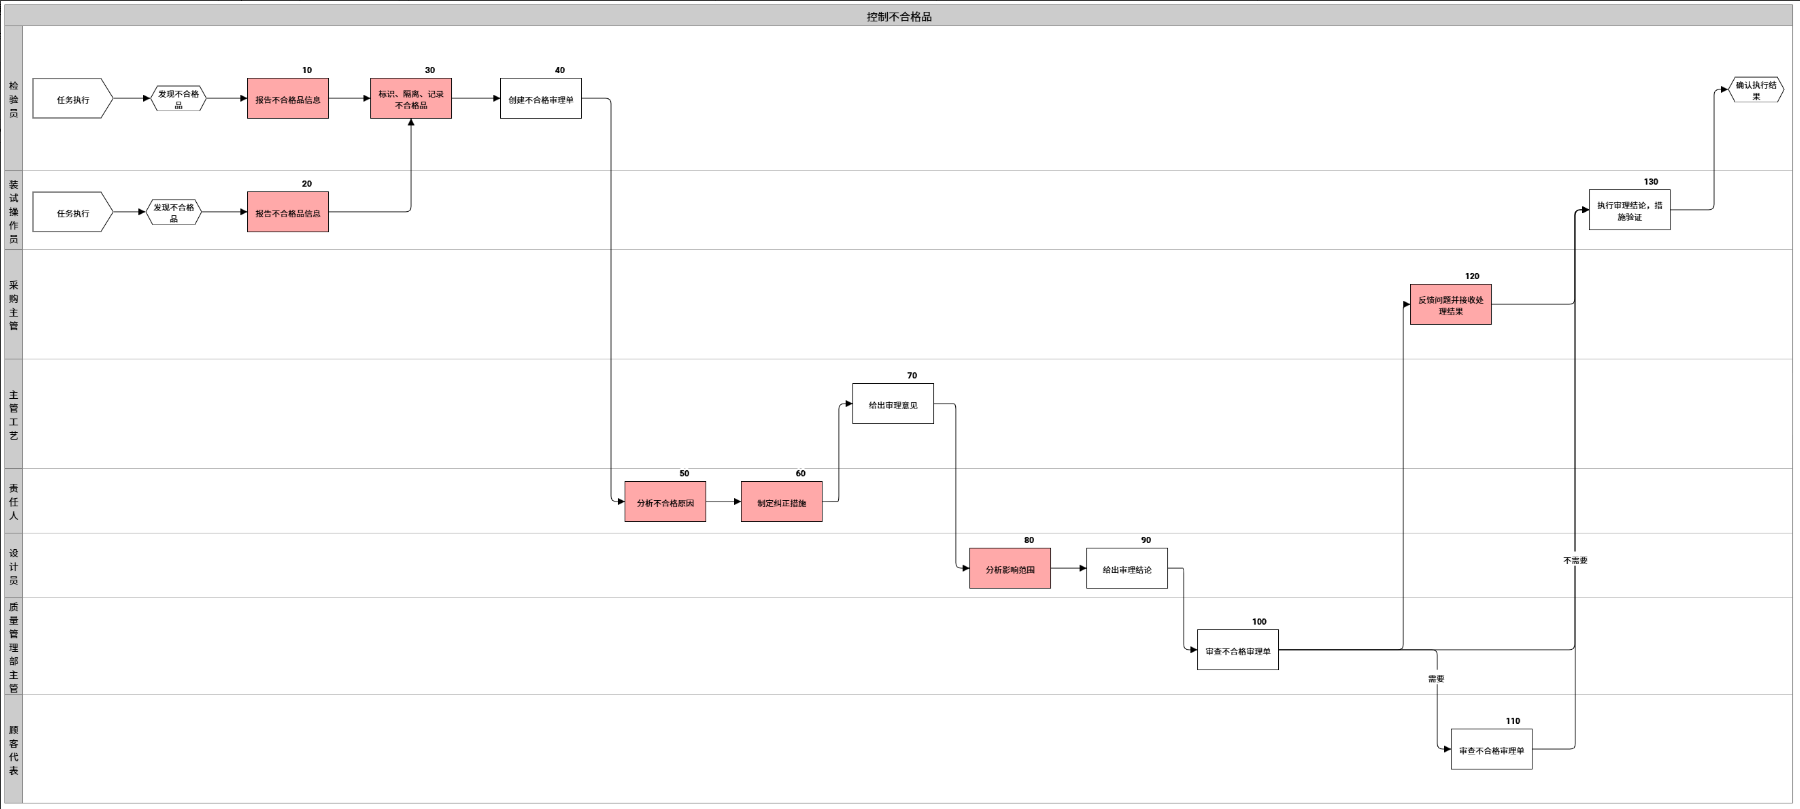 控制不合格品
检验员
任务执行
发现不合格
品
10
报告不合格品信息
30
标识、隔离、记录
不合格品
40
创建不合格审理单
确认执行结
果
装试操作员
任务执行
发现不合格
品
20
报告不合格品信息
130
执行审理结论，措
施验证
采购主管
120
反馈问题并接收处
理结果
主管工艺
70
给出审理意见
责任人
50
分析不合格原因
60
制定纠正措施
设计员
80
分析影响范围
90
给出审理结论
不需要
质量管理部主管
100
审查不合格审理单
需要
顾客代表
110
审查不合格审理单